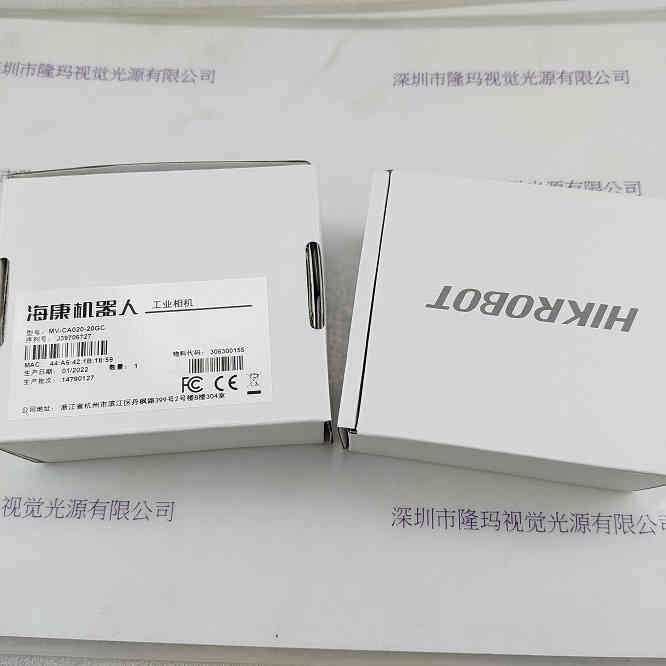 深圳市隆玛视觉光源有限公司
深圳市隆玛视觉光源有限公司
海康机器人 工业相机
型号: MV-CA020-20GC
序列号: J39706727
物料代码: 306300155
MAC: 44:A6:42:1B:18:59
生产日期: 01/2022 数量: 1
生产批次: 14790127
FC CE
公司地址: 浙江省杭州市滨江区丹枫路399号2号楼B楼304室
HIKROBOT
视觉光源有限公司
深圳市隆玛视觉光源有限公司